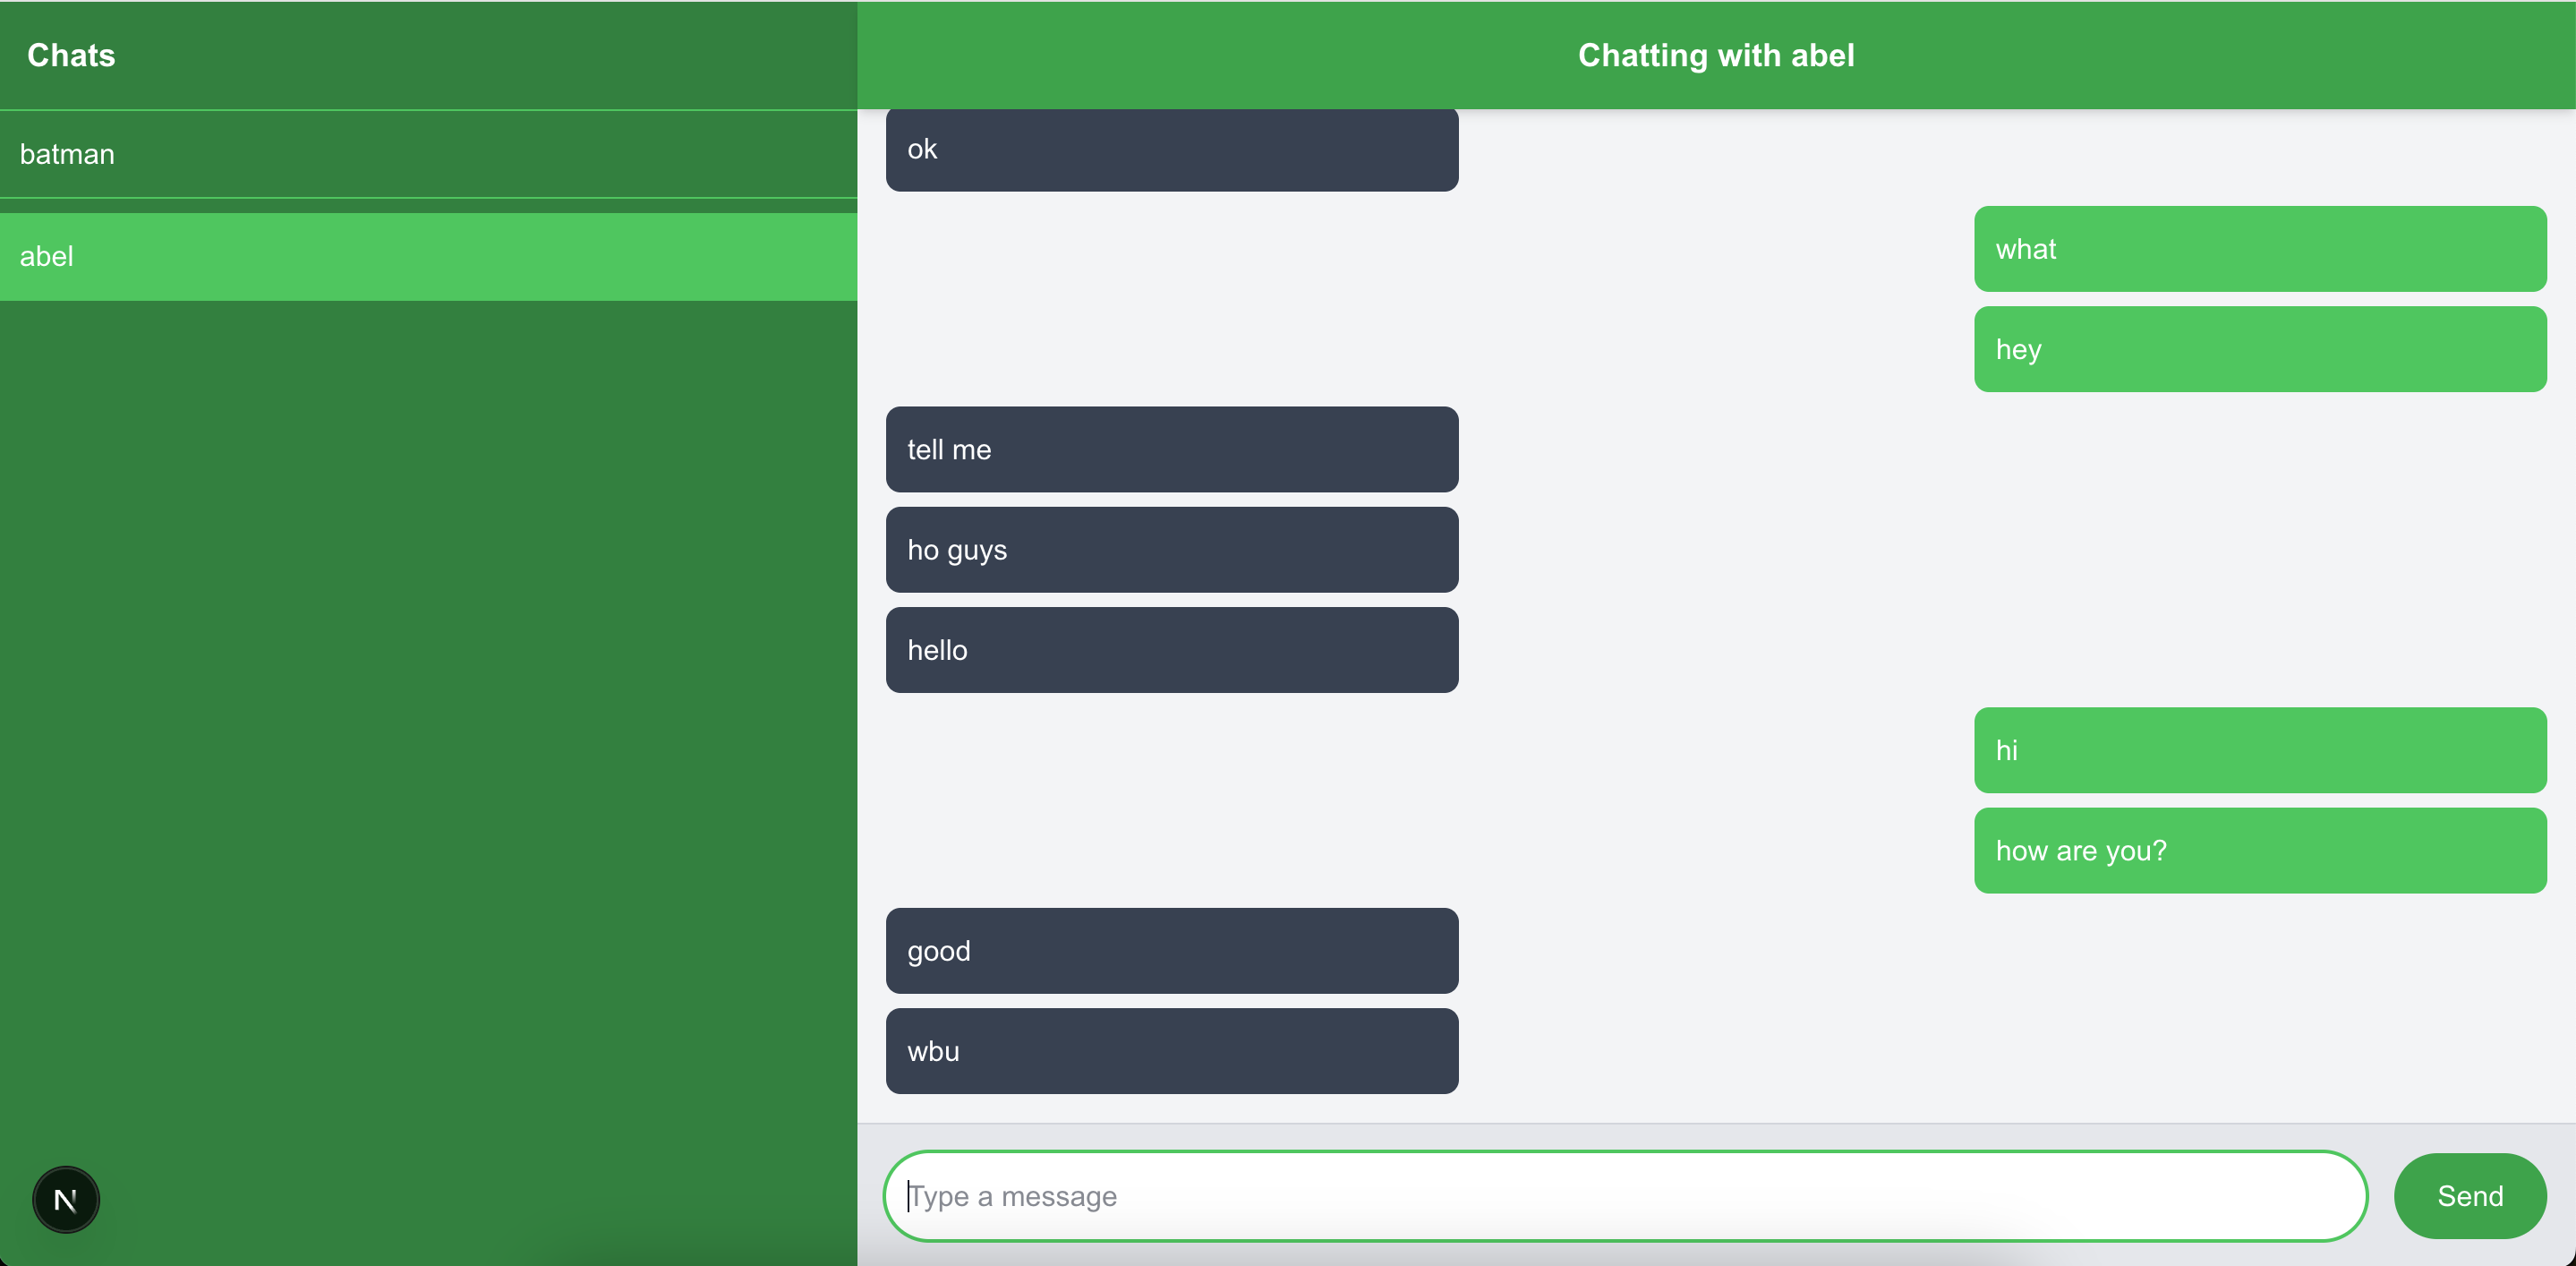 Chats
batman
abel
Chatting with abel
ok
what
hey
tell me
ho guys
hello
hi
how are you?
good
wbu
Type a message
Send
N